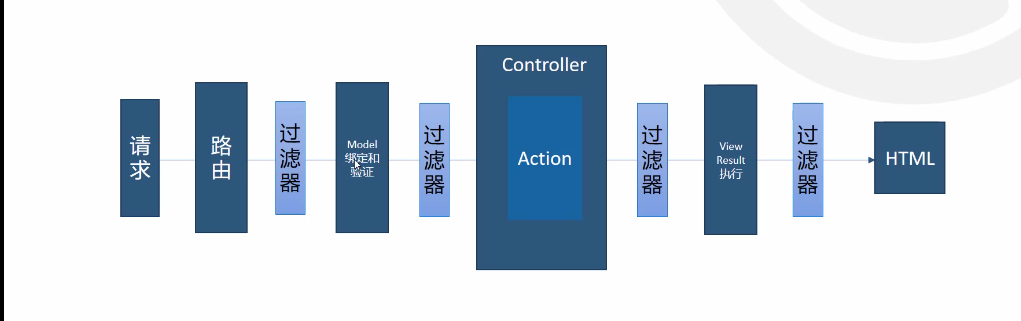 请
求
路
由
过
滤
器
Model
绑定和
验证
过
滤
器
Controller
Action
过
滤
器
View
Result
执行
过
滤
器
HTML